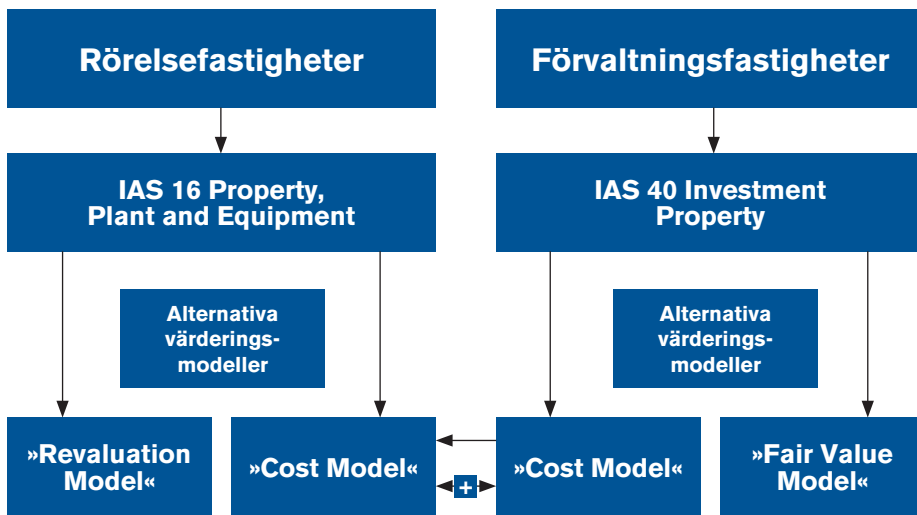 Rörelsefastigheter
Förvaltningsfastigheter
IAS 16 Property,
Plant and Equipment
IAS 40 Investment
Property
Alternativa
värderings-
modeller
Alternativa
värderings-
modeller
»Revaluation
Model«
»Cost Model«
»Cost Model«
»Fair Value
Model«
+